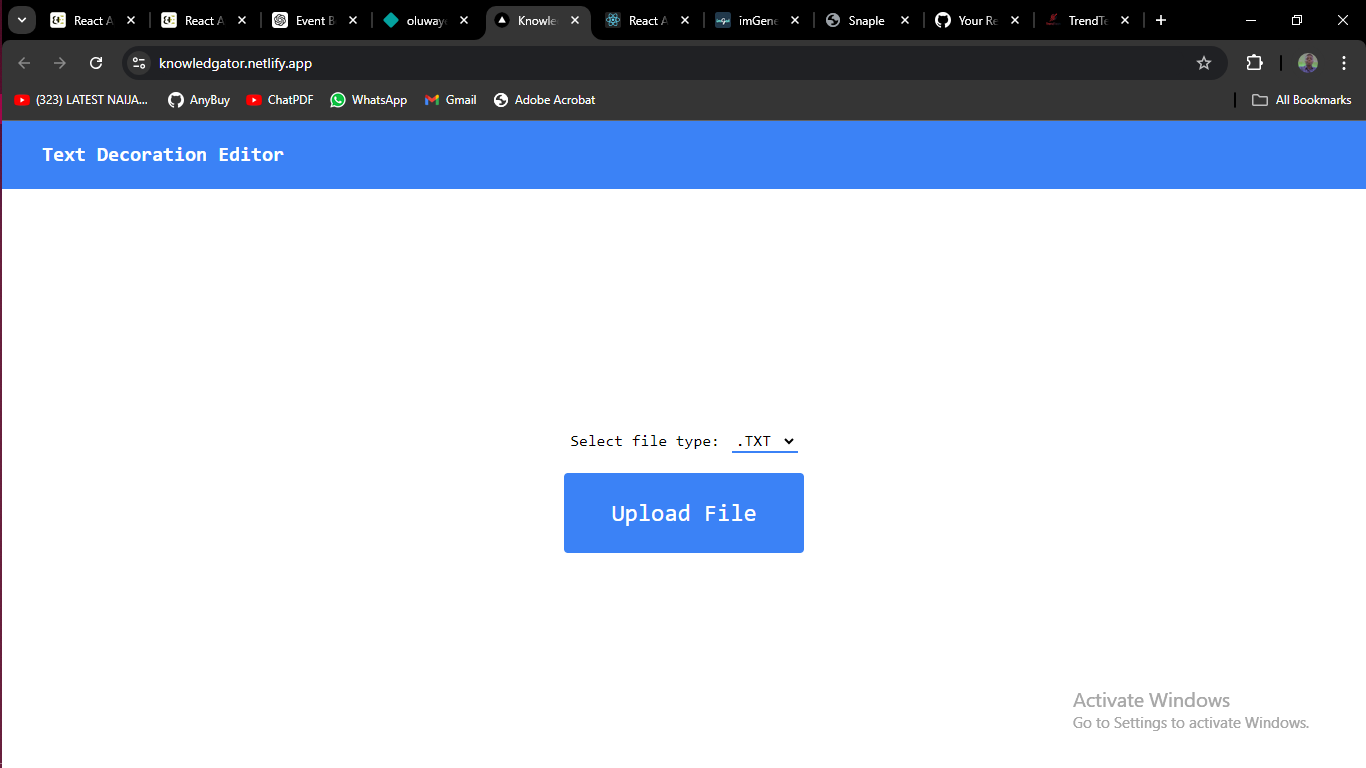 React A
React A
Event B
oluway
Knowle
React A
imGene
Snaple
Your Re
TrendTe
knowledgator.netlify.app
(323) LATEST NAIJA...
AnyBuy
ChatPDF
WhatsApp
Gmail
Adobe Acrobat
All Bookmarks
Text Decoration Editor
Select file type: .TXT
Upload File
Activate Windows
Go to Settings to activate Windows.